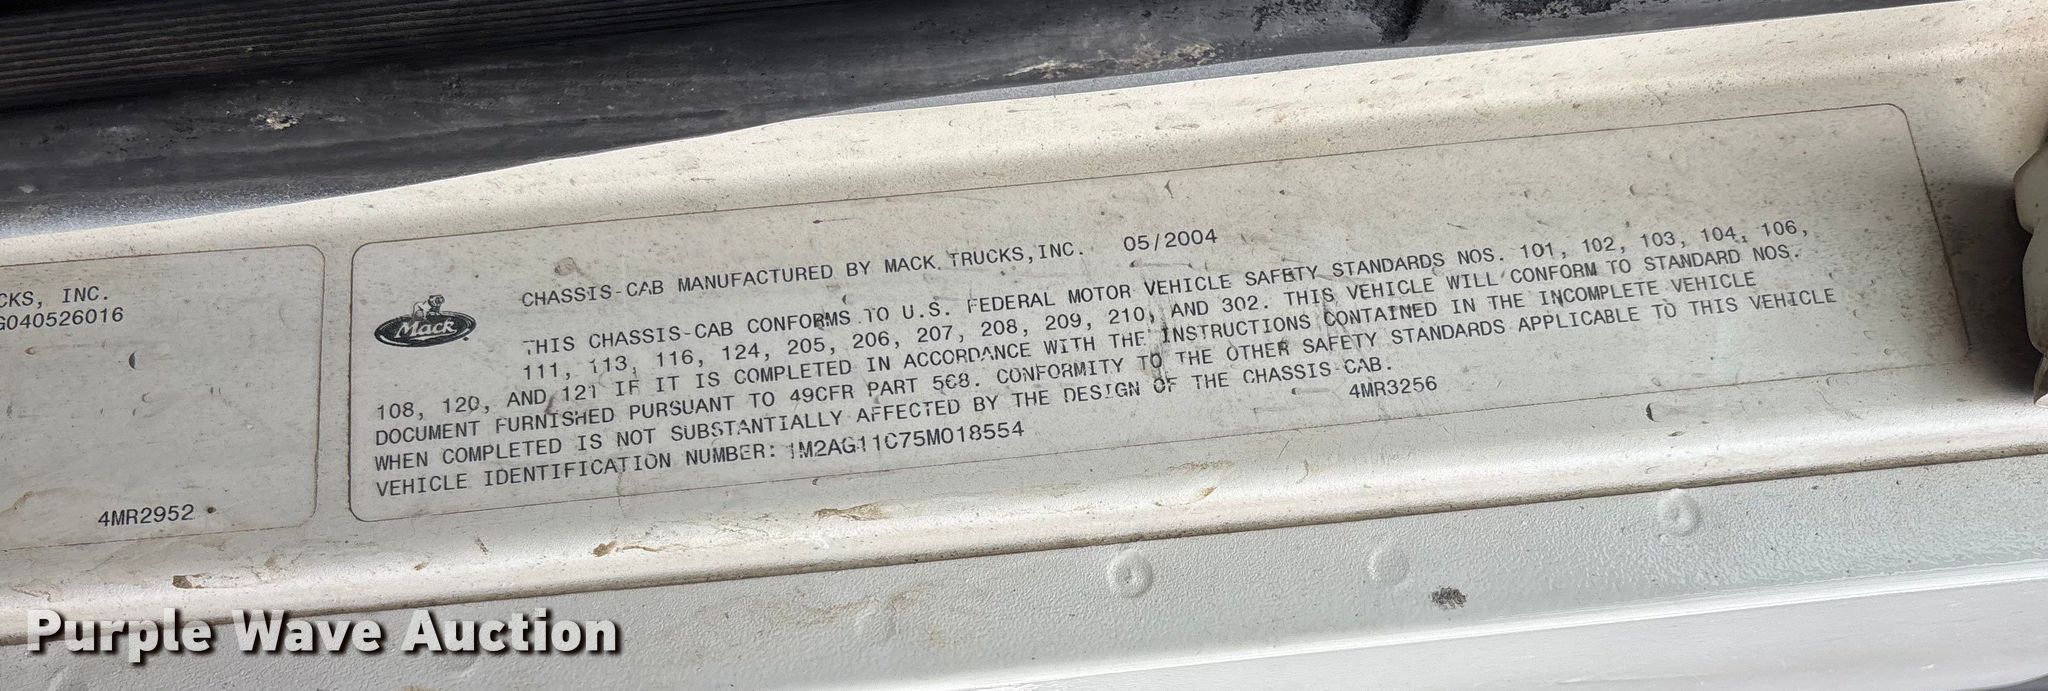 CKS, INC.
G040526016
4MR2952
Mack
CHASSIS-CAB MANUFACTURED BY MACK TRUCKS, INC. 05/2004
THIS CHASSIS-CAB CONFORMS TO U.S. FEDERAL MOTOR VEHICLE SAFETY STANDARDS NOS. 101, 102, 103, 104, 106,
111, 113, 116, 124, 205, 206, 207, 208, 209, 210, AND 302. THIS VEHICLE WILL CONFORM TO STANDARD NOS.
108, 120, AND 121 IF IT IS COMPLETED IN ACCORDANCE WITH THE INSTRUCTIONS CONTAINED IN THE INCOMPLETE VEHICLE
DOCUMENT FURNISHED PURSUANT TO 49CFR PART 568. CONFORMITY TO THE OTHER SAFETY STANDARDS APPLICABLE TO THIS VEHICLE
WHEN COMPLETED IS NOT SUBSTANTIALLY AFFECTED BY THE DESIGN OF THE CHASSIS-CAB.
VEHICLE IDENTIFICATION NUMBER: 1M2AG11C75M018554 4MR3256
Purple Wave Auction